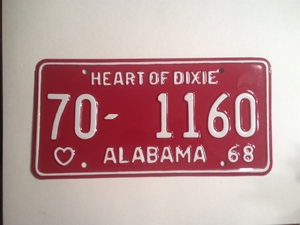 HEART OF DIXIE
70- 1160
ALABAMA 68